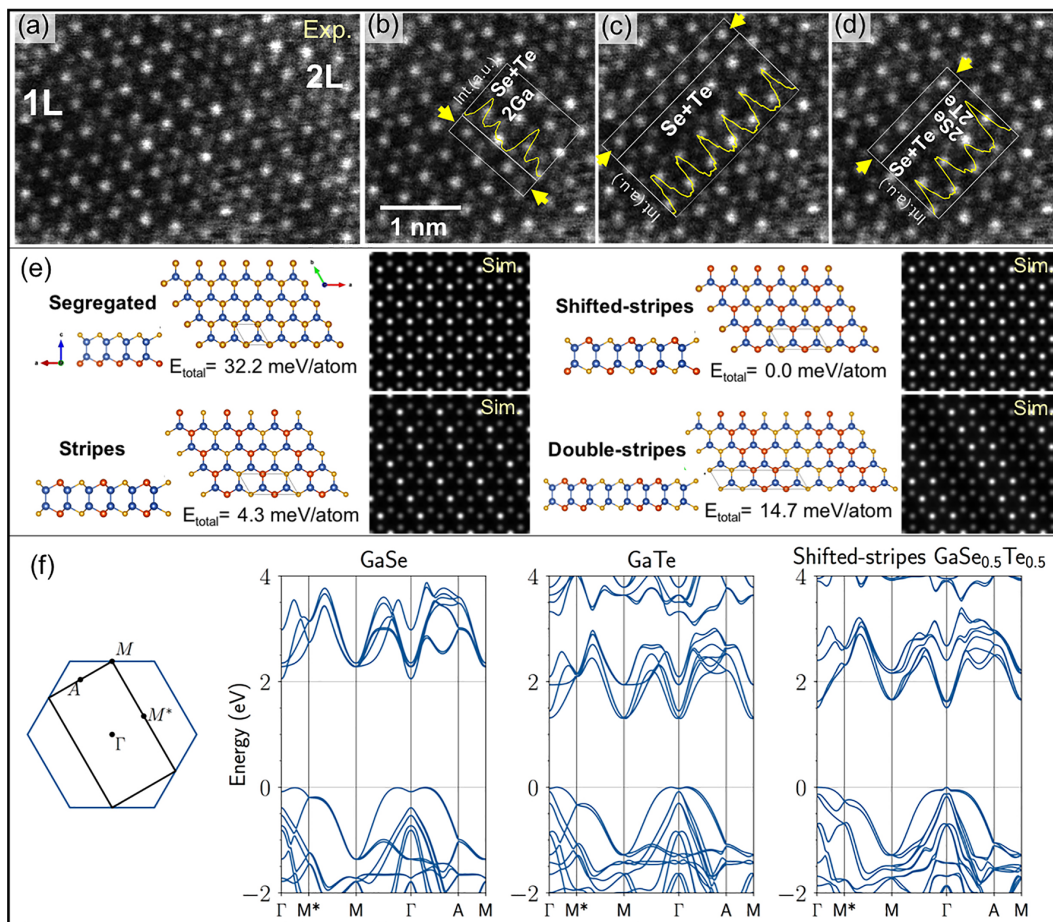 (a)
Exp.
1L
2L
(b)
Int.(a.u.)
Se+Te
2Ga
1 nm
(c)
Se+Te
Int.(a.u.)
(d)
Se+Te
2Se
2Te
Int.(a.u.)
(e)
Segregated
b
a
c
a
E_total= 32.2 meV/atom
Sim.
Shifted-stripes
E_total= 0.0 meV/atom
Sim.
Stripes
E_total= 4.3 meV/atom
Sim.
Double-stripes
E_total= 14.7 meV/atom
Sim.
(f)
M
A
M*
Γ
Energy (eV)
GaSe
4
2
0
−2
Γ M* M Γ A M
GaTe
4
2
0
−2
Γ M* M Γ A M
Shifted-stripes GaSe₀.₅Te₀.₅
4
2
0
−2
Γ M* M Γ A M